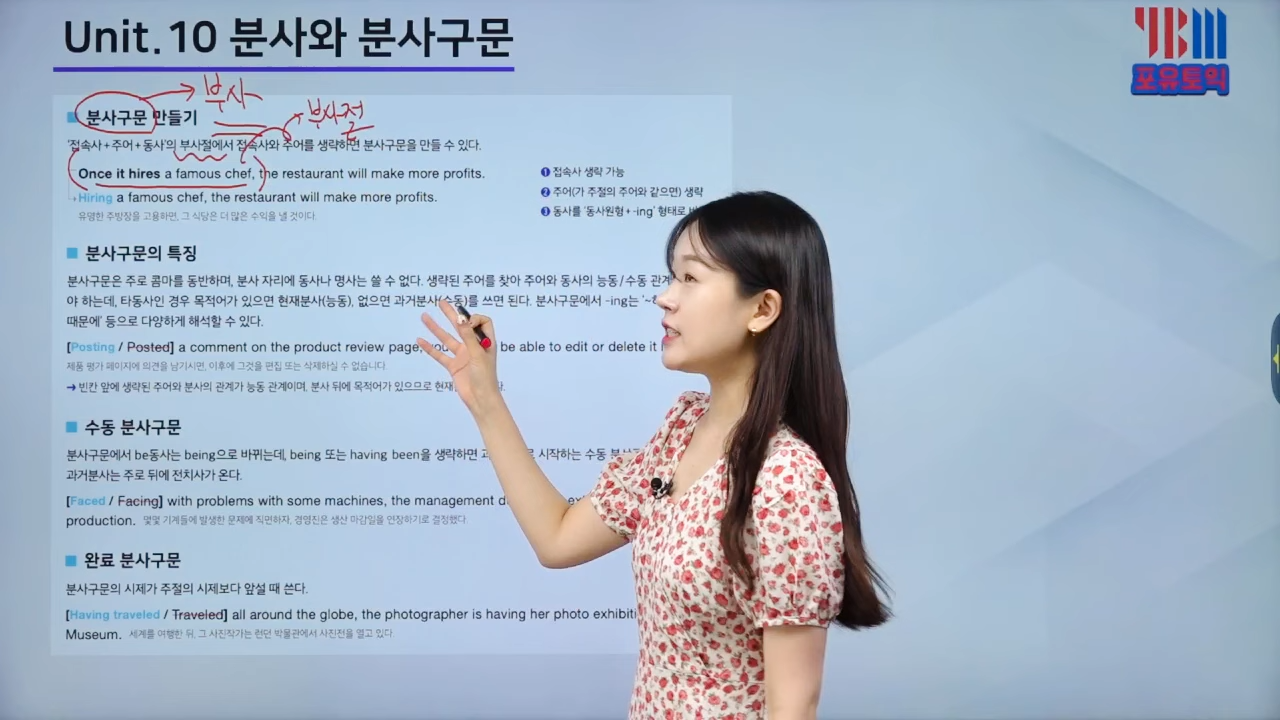 Unit.10 분사와 분사구문
YBM
포유토익
부사
부사절
분사구문 만들기
'접속사+주어+동사'의 부사절에서 접속사와 주어를 생략하면 분사구문을 만들 수 있다.
Once it hires a famous chef, the restaurant will make more profits.
Hiring a famous chef, the restaurant will make more profits.
유명한 주방장을 고용하면, 그 식당은 더 많은 수익을 낼 것이다.
❶ 접속사 생략 가능
❷ 주어(가 주절의 주어와 같으면) 생략
❸ 동사를 '동사원형+-ing' 형태로
분사구문의 특징
분사구문은 주로 콤마를 동반하며, 분사 자리에 동사나 명사는 쓸 수 없다. 생략된 주어를 찾아 주어와 동사의 능동/수동 관계
야 하는데, 타동사인 경우 목적어가 있으면 현재분사(능동), 없으면 과거분사(수동)를 쓰면 된다. 분사구문에서 -ing는
때문에' 등으로 다양하게 해석할 수 있다.
[Posting / Posted] a comment on the product review page, be able to edit or delete it
제품 평가 페이지에 의견을 남기시면, 이후에 그것을 편집 또는 삭제하실 수 없습니다.
→ 빈칸 앞에 생략된 주어와 분사의 관계가 능동 관계이며, 분사 뒤에 목적어가 있으므로
수동 분사구문
분사구문에서 be동사는 being으로 바뀌는데, being 또는 having been을 생략하면 시작하는 수동
과거분사는 주로 뒤에 전치사가 온다.
[Faced / Facing] with problems with some machines, the management
production. 몇몇 기계들에 발생한 문제에 직면하자, 경영진은 생산 마감일을 연장하기로 결정했다.
완료 분사구문
분사구문의 시제가 주절의 시제보다 앞설 때 쓴다.
[Having traveled / Traveled] all around the globe, the photographer is having her photo
Museum. 세계를 여행한 뒤, 그 사진작가는 런던 박물관에서 사진전을 열고 있다.